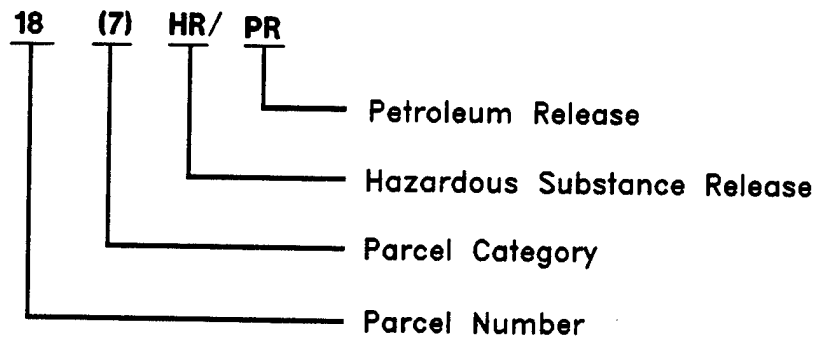 18 (7) HR/ PR
Petroleum Release
Hazardous Substance Release
Parcel Category
Parcel Number